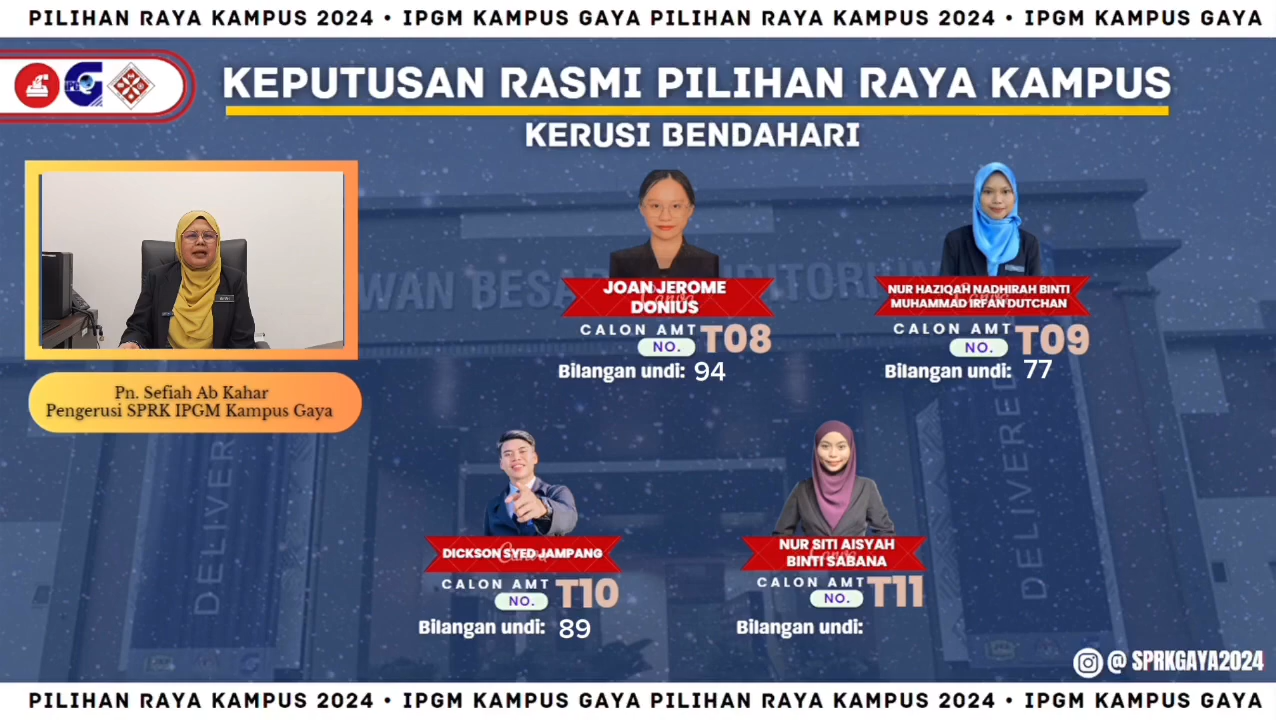 PILIHAN RAYA KAMPUS 2024 • IPGM KAMPUS GAYA PILIHAN RAYA KAMPUS 2024 • IPGM KAMPUS GAYA
KEPUTUSAN RASMI PILIHAN RAYA KAMPUS
KERUSI BENDAHARI
JOAN JEROME
DONIUS
CALON AMT
NO. T08
Bilangan undi: 94
NUR HAZIQAH NADHIRAH BINTI
MUHAMMAD IRFAN DUTCHAN
CALON AMT
NO. T09
Bilangan undi: 77
Pn. Sefiah Ab Kahar
Pengerusi SPRK IPGM Kampus Gaya
DICKSON SYED JAMPANG
CALON AMT
NO. T10
Bilangan undi: 89
NUR SITI AISYAH
BINTI SABANA
CALON AMT
NO. T11
Bilangan undi:
DELIVER
DELIVERED
@ SPRKGAYA2024
PILIHAN RAYA KAMPUS 2024 • IPGM KAMPUS GAYA PILIHAN RAYA KAMPUS 2024 • IPGM KAMPUS GAYA